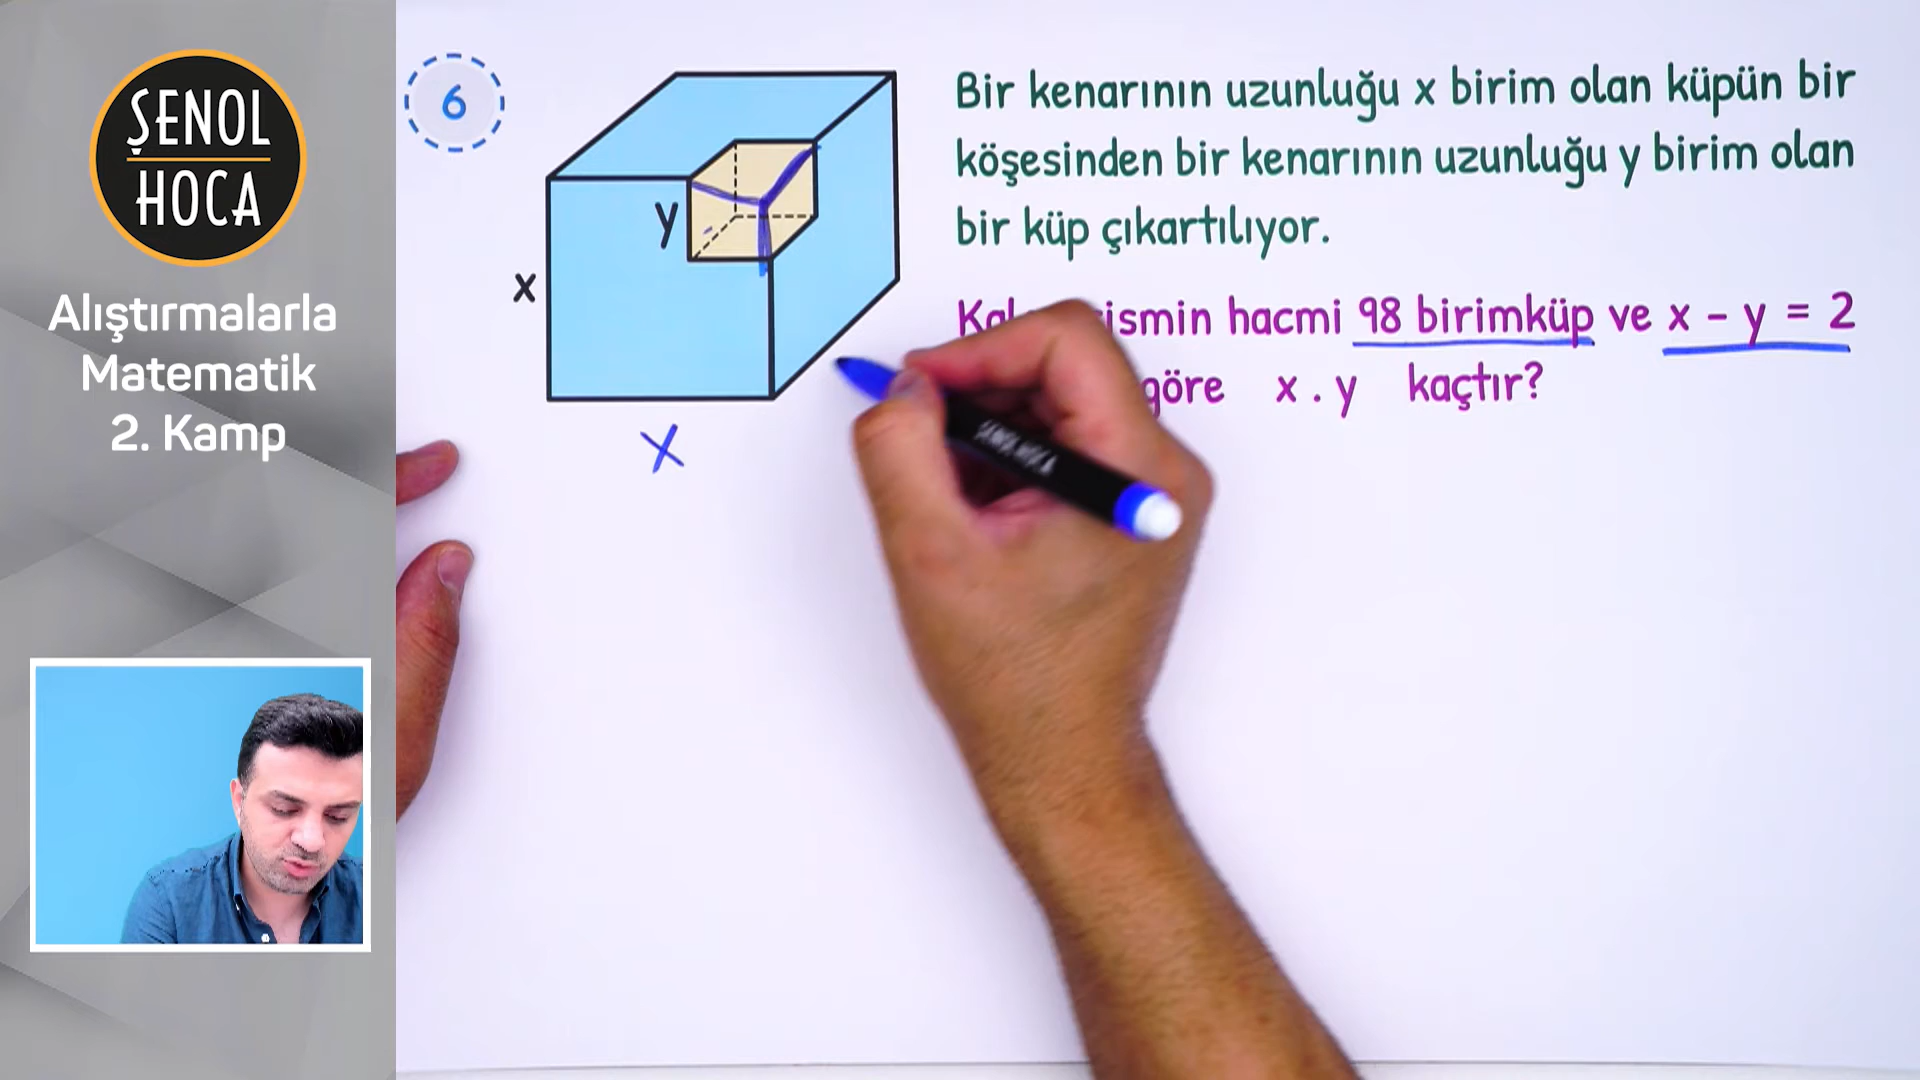 ŞENOL
HOCA
Alıştırmalarla
Matematik
2. Kamp
6
Bir kenarının uzunluğu x birim olan küpün bir
köşesinden bir kenarının uzunluğu y birim olan
bir küp çıkartılıyor.
cismin hacmi 98 birimküp ve x - y = 2
göre x . y kaçtır?
y
x
x